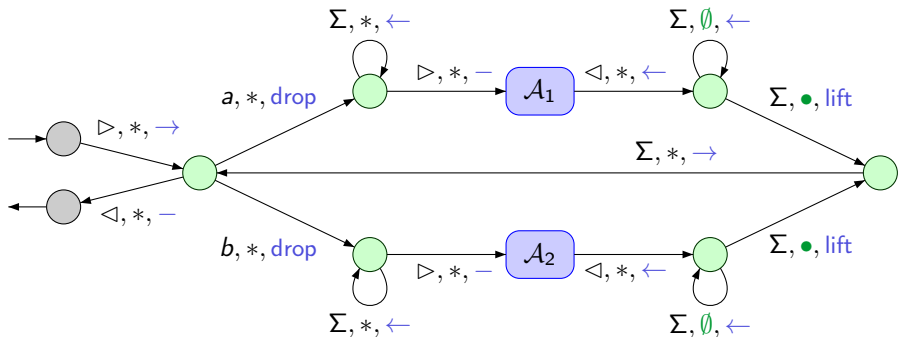 Σ, ∗, ←
Σ, ∅, ←
▷, ∗, −
𝒜₁
◁, ∗, ←
a, ∗, drop
Σ, •, lift
▷, ∗, →
Σ, ∗, →
◁, ∗, −
b, ∗, drop
Σ, •, lift
▷, ∗, −
𝒜₂
◁, ∗, ←
Σ, ∗, ←
Σ, ∅, ←